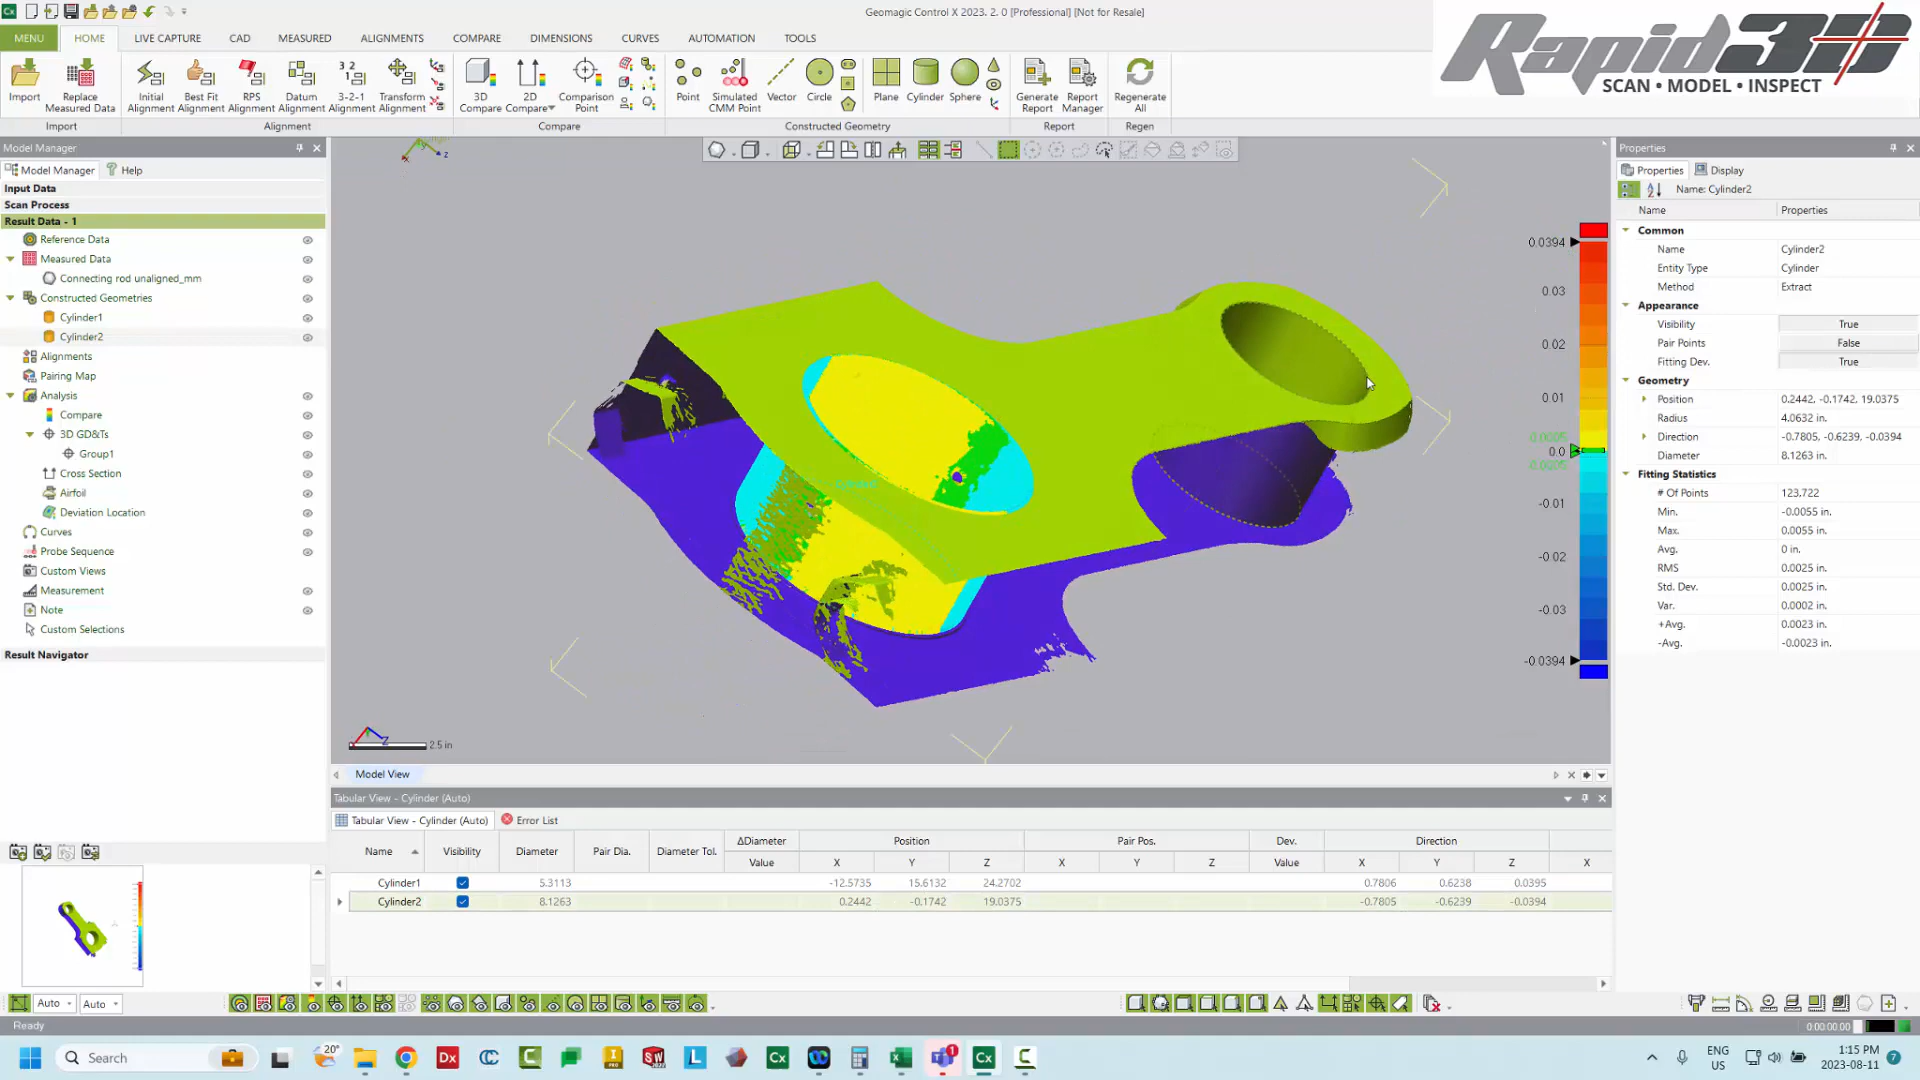 Geomagic Control X 2023. 2. 0 [Professional] [Not for Resale]
MENU HOME LIVE CAPTURE CAD MEASURED ALIGNMENTS COMPARE DIMENSIONS CURVES AUTOMATION TOOLS
Rapid3D
SCAN • MODEL • INSPECT
Import
Replace Measured Data
Initial Alignment
Best Fit Alignment
RPS Alignment
Datum Alignment
3-2-1 Alignment
Transform Alignment
3D Compare
2D Compare
Comparison Point
Point
Simulated CMM Point
Vector
Circle
Plane
Cylinder
Sphere
Generate Report
Report Manager
Regenerate All
Import Alignment Compare Constructed Geometry Report Regen
Model Manager
Model Manager Help
Input Data
Scan Process
Result Data - 1
Reference Data
Measured Data
Connecting rod unaligned_mm
Constructed Geometries
Cylinder1
Cylinder2
Alignments
Pairing Map
Analysis
Compare
3D GD&Ts
Group1
Cross Section
Airfoil
Deviation Location
Curves
Probe Sequence
Custom Views
Measurement
Note
Custom Selections
Result Navigator
Auto Auto
Ready
z
Cylinder2
0.0394
0.03
0.02
0.01
0.0005
0.0
-0.01
-0.02
-0.03
-0.0394
Z
2.5 in
Model View
Tabular View - Cylinder (Auto)
Tabular View - Cylinder (Auto) Error List
Name Visibility Diameter Pair Dia. Diameter Tol. ΔDiameter Position Pair Pos. Dev. Direction
Value X Y Z X Y Z Value X Y Z X
Cylinder1 5.3113 -12.5735 15.6132 24.2702 0.7806 0.6238 0.0395
Cylinder2 8.1263 0.2442 -0.1742 19.0375 -0.7805 -0.6239 -0.0394
Properties
Properties Display
Name: Cylinder2
Name Properties
Common
Name Cylinder2
Entity Type Cylinder
Method Extract
Appearance
Visibility True
Pair Points False
Fitting Dev. True
Geometry
Position 0.2442, -0.1742, 19.0375
Radius 4.0632 in.
Direction -0.7805, -0.6239, -0.0394
Diameter 8.1263 in.
Fitting Statistics
# Of Points 123,722
Min. -0.0055 in.
Max. 0.0055 in.
Avg. 0 in.
RMS 0.0025 in.
Std. Dev. 0.0025 in.
Var. 0.0002 in.
+Avg. 0.0023 in.
-Avg. -0.0023 in.
0:00:00:00
Search
20°
ENG
US
1:15 PM
2023-08-11
7